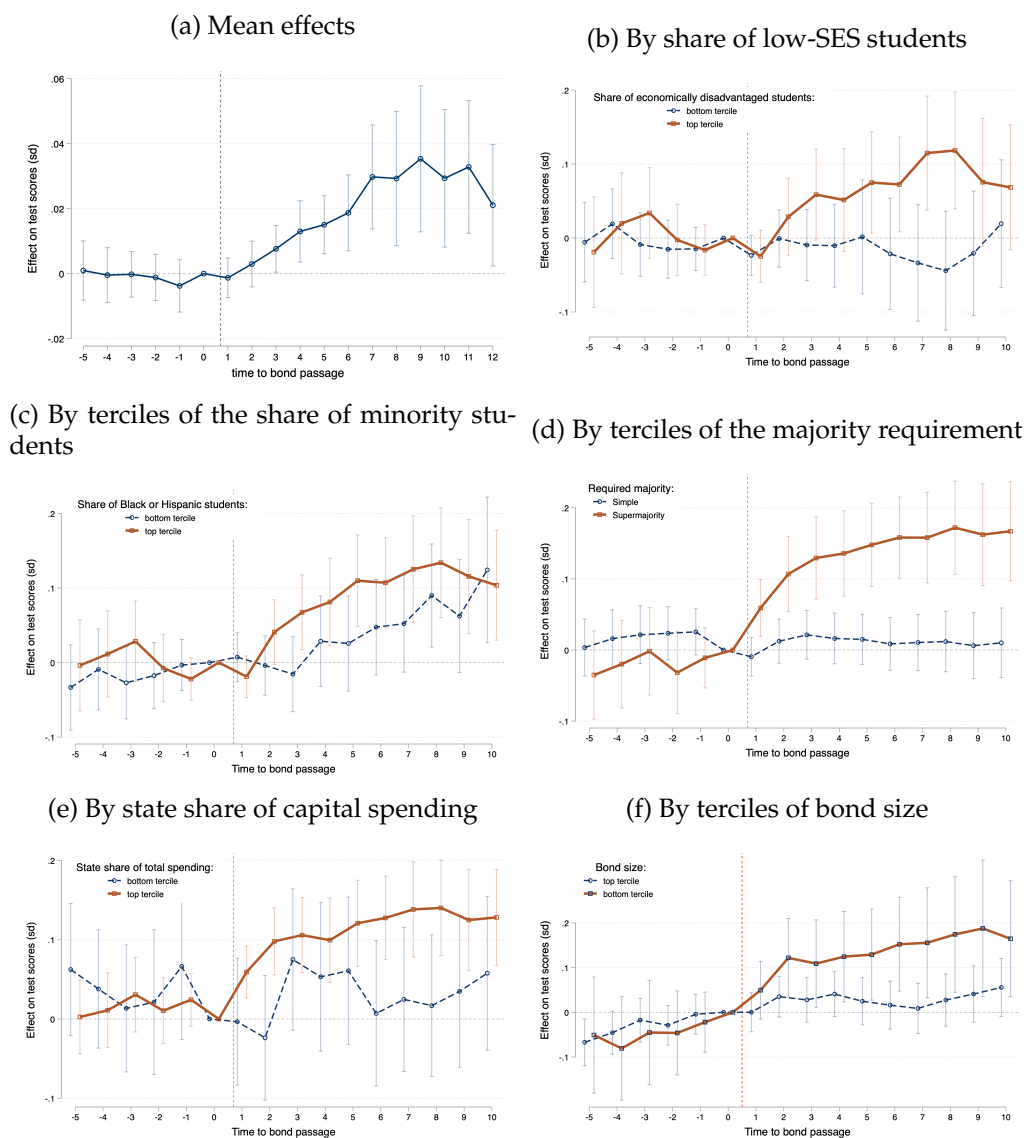 (a) Mean effects
Effect on test scores (sd)
.06
.04
.02
0
-.02
-5 -4 -3 -2 -1 0 1 2 3 4 5 6 7 8 9 10 11 12
time to bond passage
(b) By share of low-SES students
Share of economically disadvantaged students:
bottom tercile
top tercile
Effect on test scores (sd)
.2
.1
0
-.1
-5 -4 -3 -2 -1 0 1 2 3 4 5 6 7 8 9 10
Time to bond passage
(c) By terciles of the share of minority stu-
dents
Share of Black or Hispanic students:
bottom tercile
top tercile
Effect on test scores (sd)
.2
.1
0
-.1
-5 -4 -3 -2 -1 0 1 2 3 4 5 6 7 8 9 10
Time to bond passage
(d) By terciles of the majority requirement
Required majority:
Simple
Supermajority
Effect on test scores (sd)
.2
.1
0
-.1
-5 -4 -3 -2 -1 0 1 2 3 4 5 6 7 8 9 10
Time to bond passage
(e) By state share of capital spending
State share of total spending:
bottom tercile
top tercile
Effect on test scores (sd)
.2
.1
0
-.1
-5 -4 -3 -2 -1 0 1 2 3 4 5 6 7 8 9 10
Time to bond passage
(f) By terciles of bond size
Bond size:
top tercile
bottom tercile
Effect on test scores (sd)
.2
.1
0
-.1
-5 -4 -3 -2 -1 0 1 2 3 4 5 6 7 8 9 10
Time to bond passage